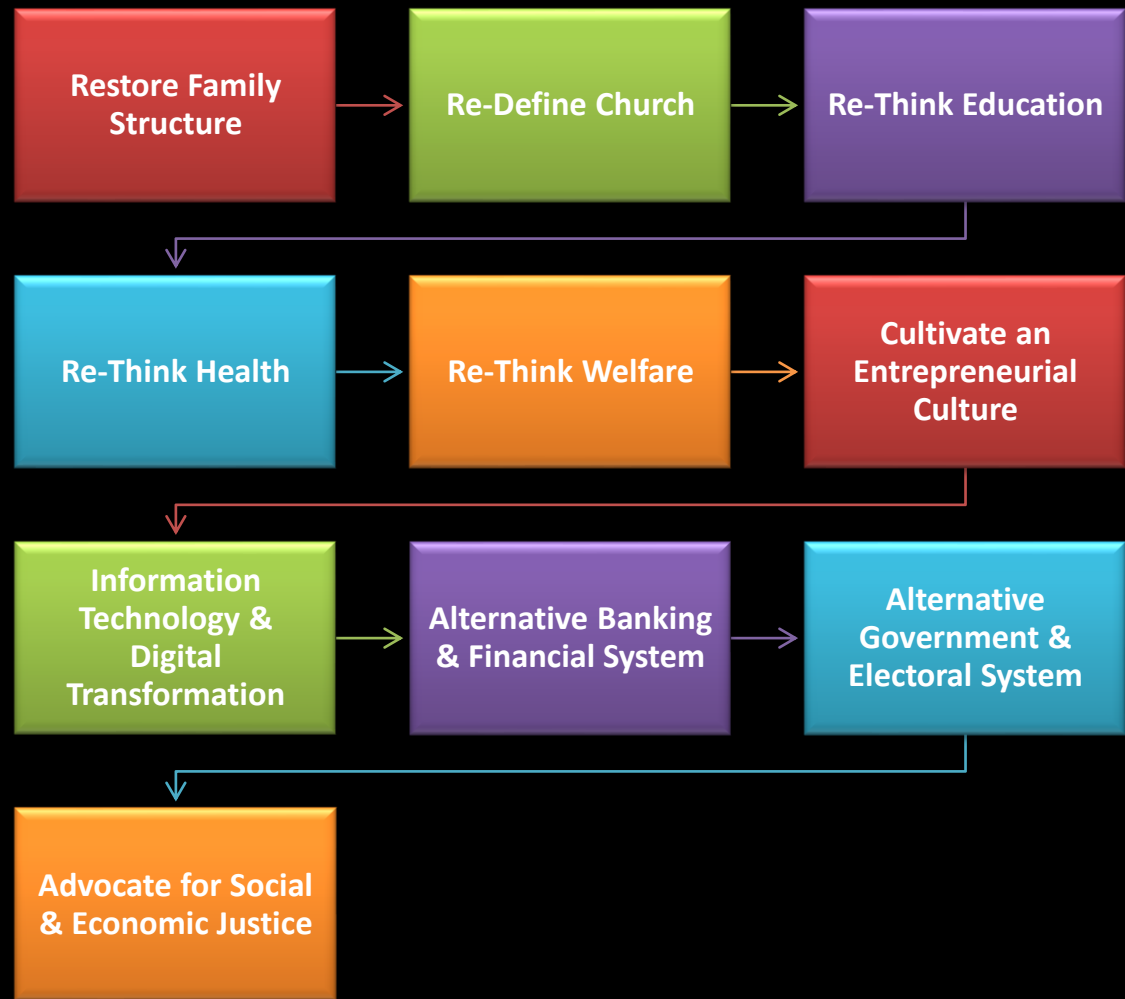 Restore Family
Structure
Re-Define Church
Re-Think Education
Re-Think Health
Re-Think Welfare
Cultivate an
Entrepreneurial
Culture
Information
Technology &
Digital
Transformation
Alternative Banking
& Financial System
Alternative
Government &
Electoral System
Advocate for Social
& Economic Justice